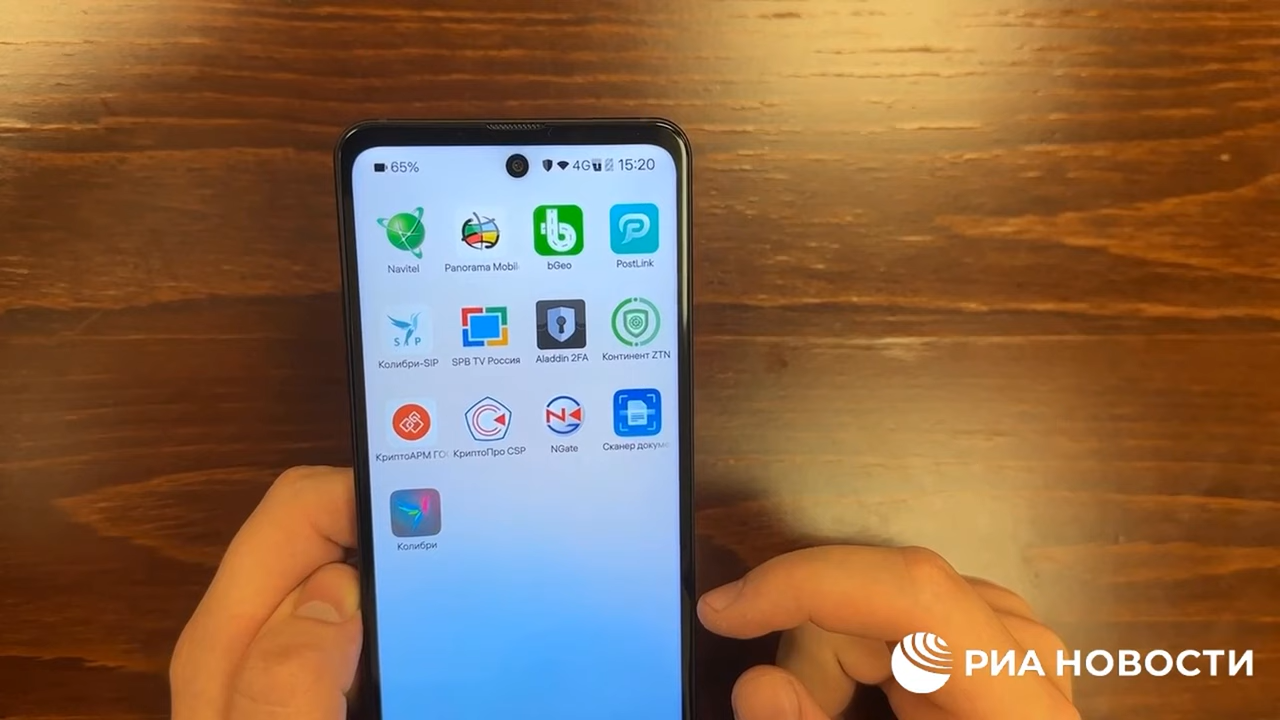 65% 4G 15:20
Navitel Panorama Mobil bGeo PostLink
S P
Колибри-SIP SPB TV Россия Aladdin 2FA Континент ZTN
КриптоАРМ ГО КриптоПро CSP NGate Сканер докуме
Колибри
РИА НОВОСТИ